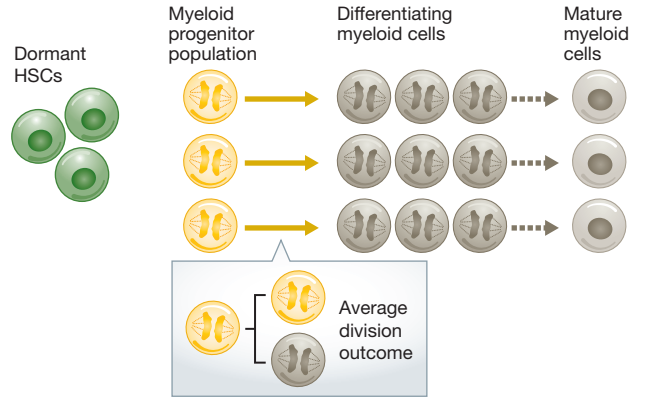 Dormant
HSCs
Myeloid
progenitor
population
Differentiating
myeloid cells
Mature
myeloid
cells
Average
division
outcome